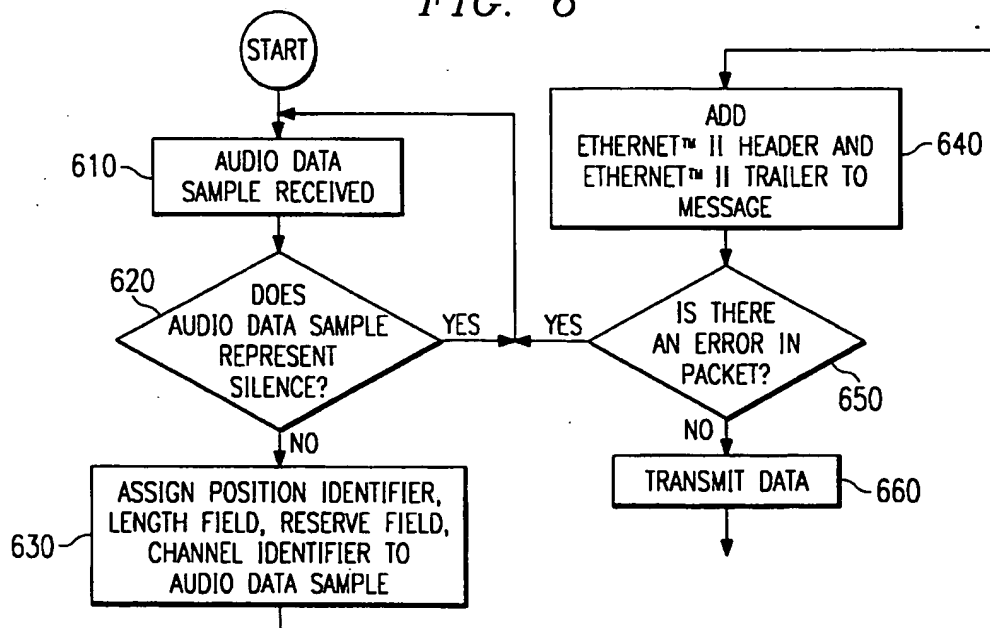 FIG. 6
START
610
AUDIO DATA
SAMPLE RECEIVED
620
DOES
AUDIO DATA SAMPLE
REPRESENT
SILENCE?
YES
NO
630
ASSIGN POSITION IDENTIFIER,
LENGTH FIELD, RESERVE FIELD,
CHANNEL IDENTIFIER TO
AUDIO DATA SAMPLE
ADD
ETHERNET™ II HEADER AND
ETHERNET™ II TRAILER TO
MESSAGE
640
YES
IS THERE
AN ERROR IN
PACKET?
650
NO
TRANSMIT DATA
660